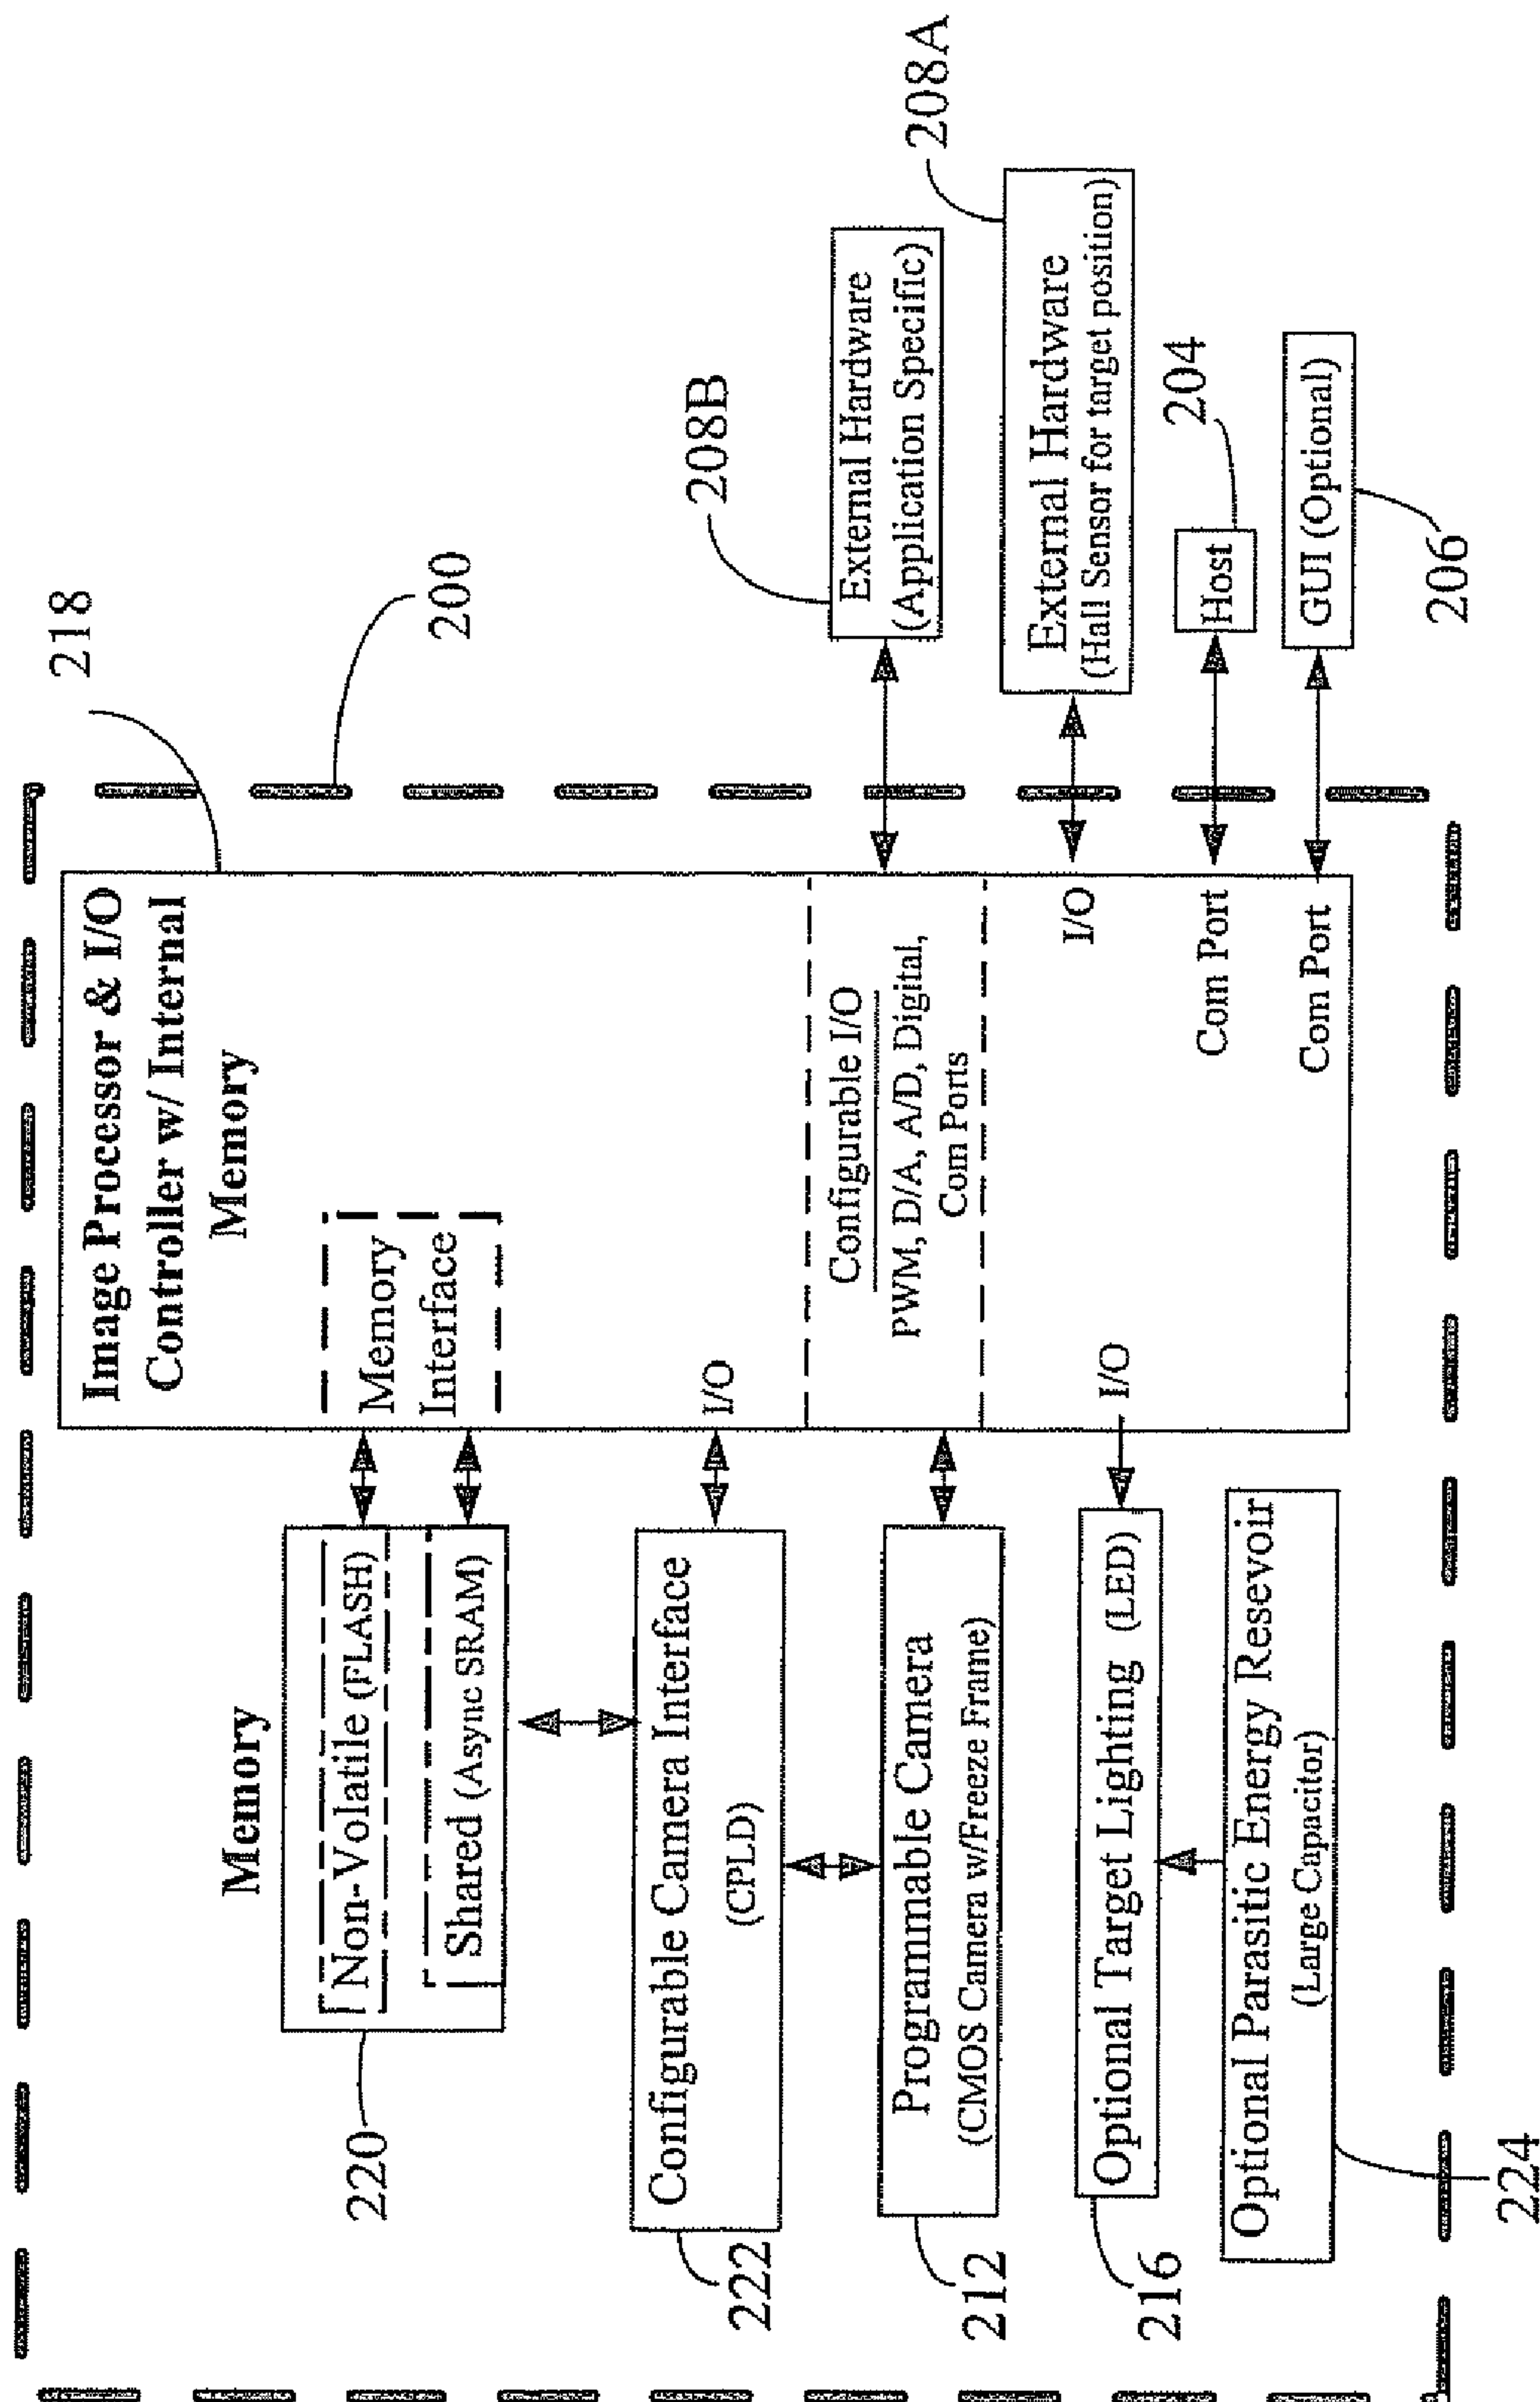 218
200
Image Processor & I/O
Controller w/ Internal
Memory
Memory
Interface
Memory
Non-Volatile (FLASH)
Shared (Async SRAM)
220
I/O
Configurable Camera Interface
(CPLD)
222
Configurable I/O
PWM, D/A, A/D, Digital,
Com Ports
208B
External Hardware
(Application Specific)
Programmable Camera
(CMOS Camera w/Freeze Frame)
212
I/O
208A
External Hardware
(Hall Sensor for target position)
I/O
Optional Target Lighting (LED)
216
Com Port
Host
204
Com Port
GUI (Optional)
206
Optional Parasitic Energy Resevoir
(Large Capacitor)
224